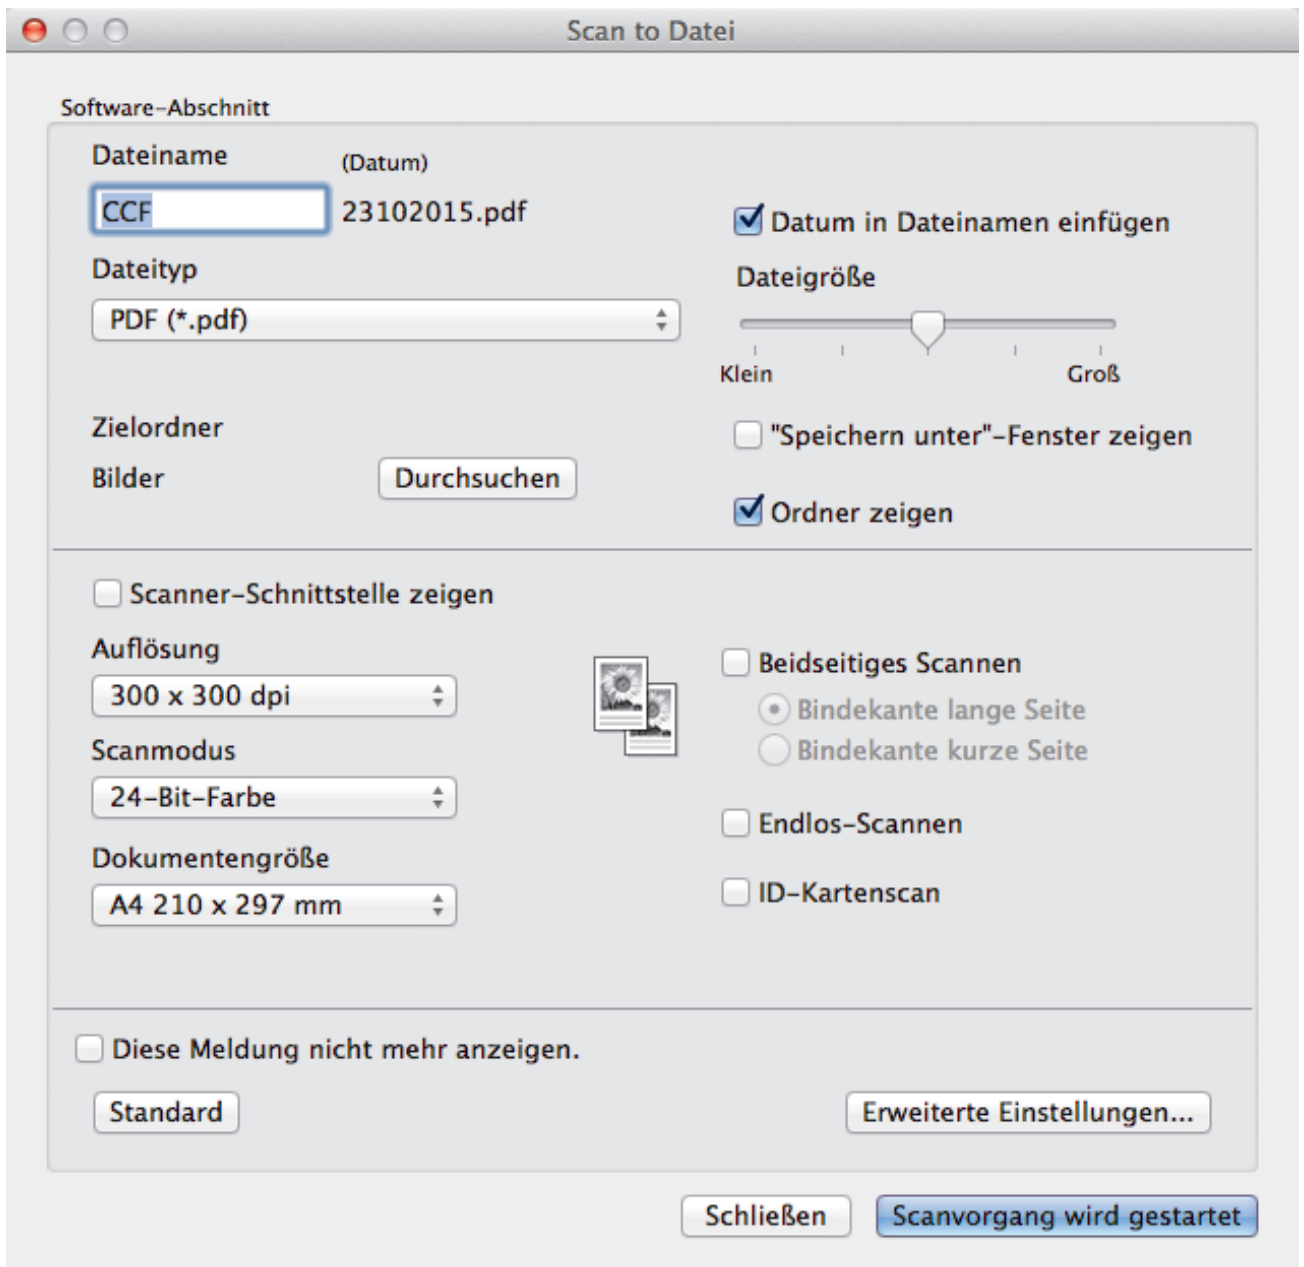 Scan to Datei
Software-Abschnitt
Dateiname (Datum)
CCF 23102015.pdf
Datum in Dateinamen einfügen
Dateityp
PDF (*.pdf)
Dateigröße
Klein Groß
Zielordner
Bilder Durchsuchen
"Speichern unter"-Fenster zeigen
Ordner zeigen
Scanner-Schnittstelle zeigen
Auflösung
300 x 300 dpi
Scanmodus
24-Bit-Farbe
Dokumentengröße
A4 210 x 297 mm
Beidseitiges Scannen
Bindekante lange Seite
Bindekante kurze Seite
Endlos-Scannen
ID-Kartenscan
Diese Meldung nicht mehr anzeigen.
Standard Erweiterte Einstellungen...
Schließen Scanvorgang wird gestartet